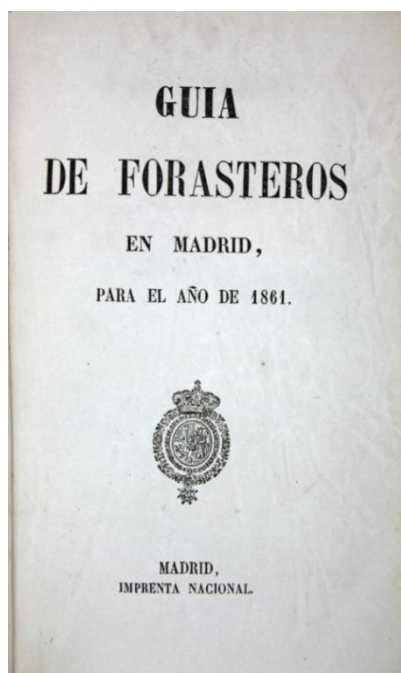 GUIA
DE FORASTEROS
EN MADRID,
PARA EL AÑO DE 1861.
MADRID,
IMPRENTA NACIONAL.